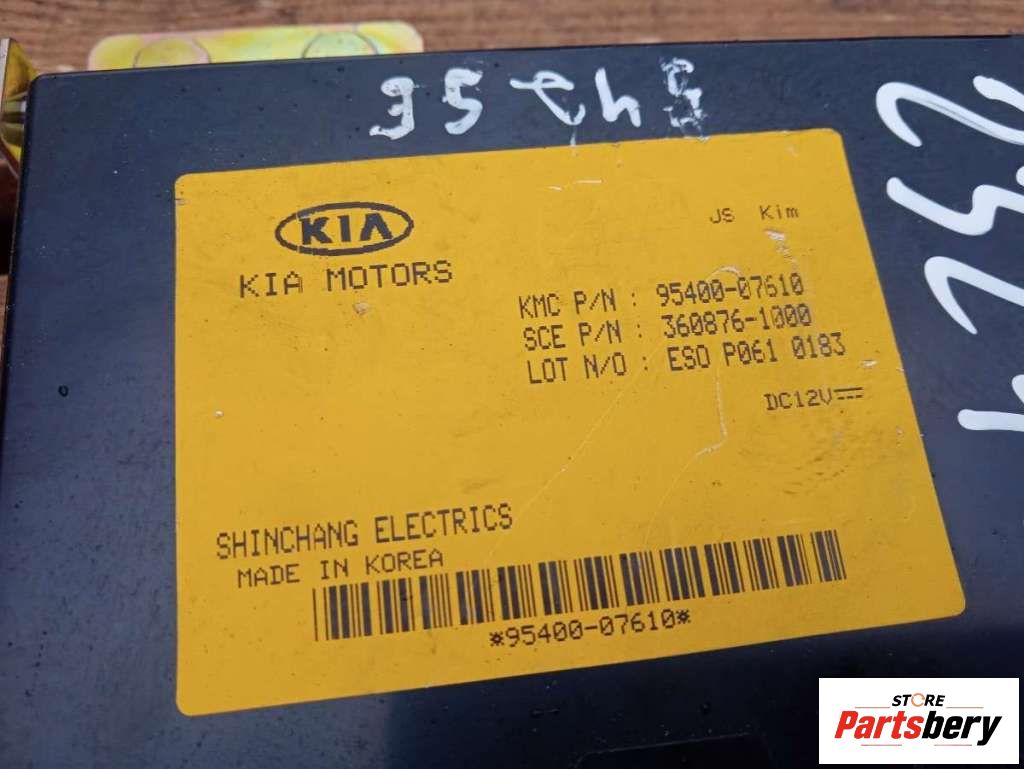 KIA
KIA MOTORS
JS Kim
KMC P/N : 95400-07610
SCE P/N : 360876-1000
LOT N/O : ESO P061 0183
DC12V
SHINCHANG ELECTRICS
MADE IN KOREA
*95400-07610*
STORE
Partsbery